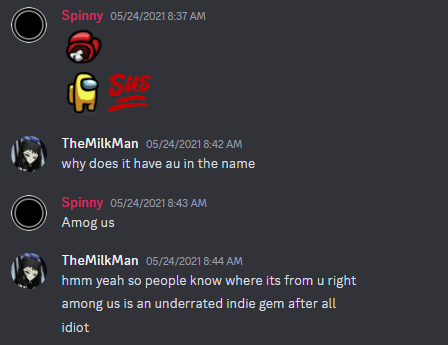 Spinny 05/24/2021 8:37 AM
SUS
TheMilkMan 05/24/2021 8:42 AM
why does it have au in the name
Spinny 05/24/2021 8:43 AM
Amog us
TheMilkMan 05/24/2021 8:44 AM
hmm yeah so people know where its from u right
among us is an underrated indie gem after all
idiot